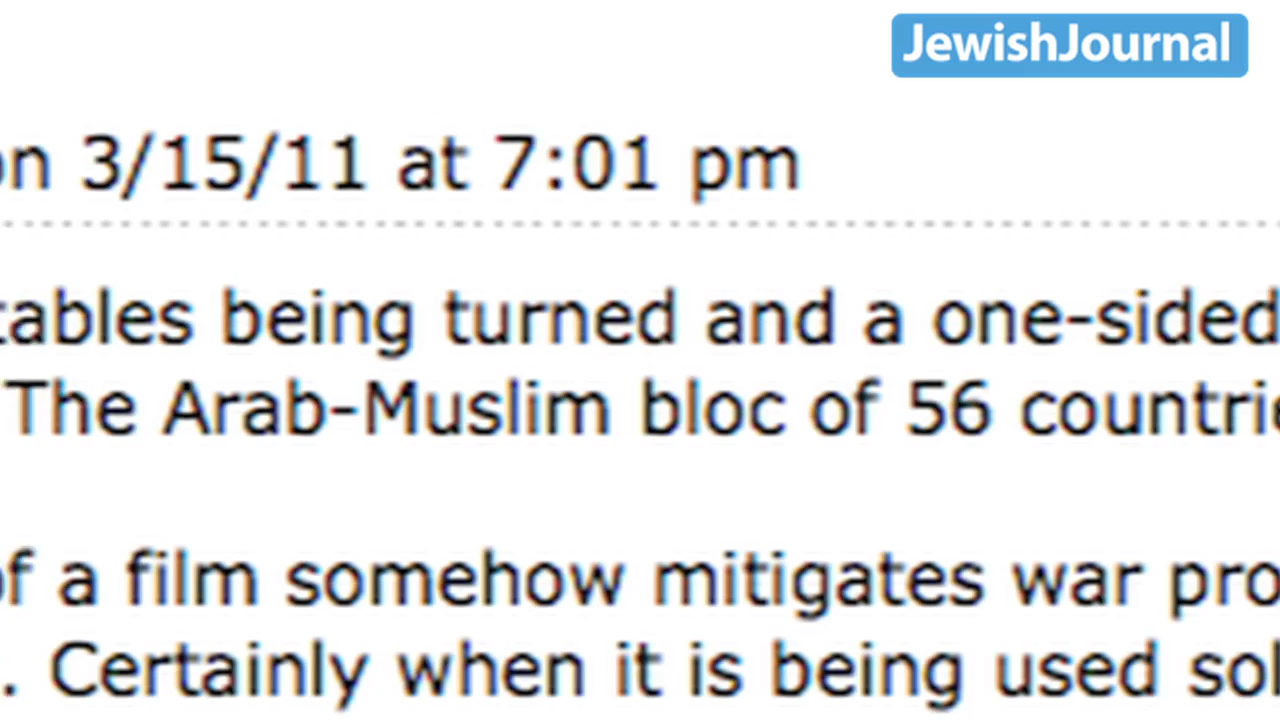 JewishJournal
on 3/15/11 at 7:01 pm
tables being turned and a one-sided
The Arab-Muslim bloc of 56 countrie
of a film somehow mitigates war pro
. Certainly when it is being used sol